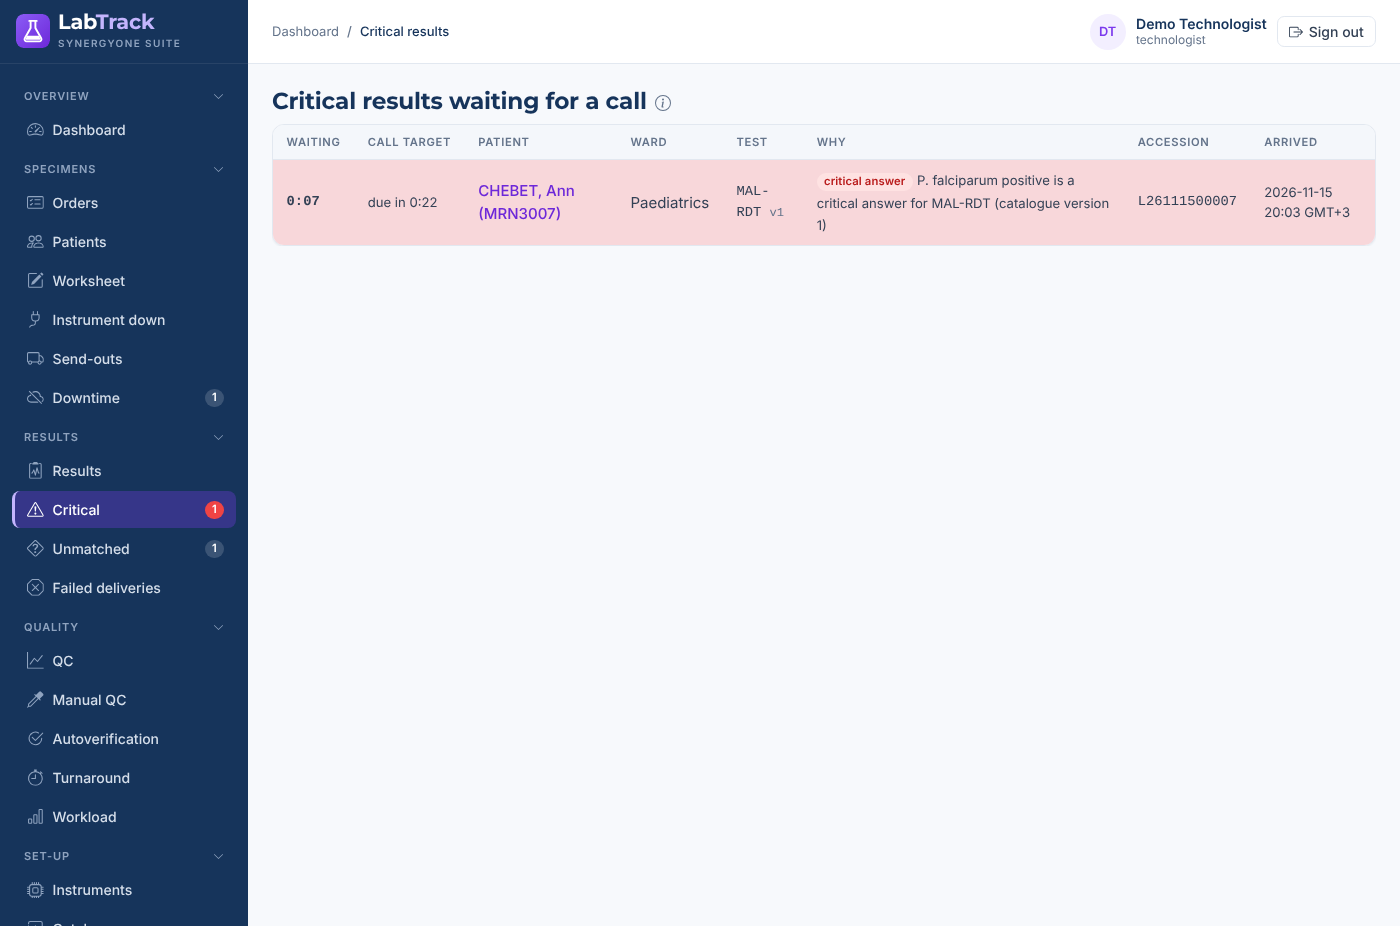 LabTrack
SYNERGYONE SUITE
OVERVIEW
Dashboard
SPECIMENS
Orders
Patients
Worksheet
Instrument down
Send-outs
Downtime 1
RESULTS
Results
Critical 1
Unmatched 1
Failed deliveries
QUALITY
QC
Manual QC
Autoverification
Turnaround
Workload
SET-UP
Instruments
Dashboard / Critical results
DT
Demo Technologist
technologist
Sign out
Critical results waiting for a call
WAITING CALL TARGET PATIENT WARD TEST WHY ACCESSION ARRIVED
0:07
due in 0:22
CHEBET, Ann
(MRN3007)
Paediatrics
MAL-
RDT v1
critical answer P. falciparum positive is a
critical answer for MAL-RDT (catalogue version
1)
L26111500007
2026-11-15
20:03 GMT+3